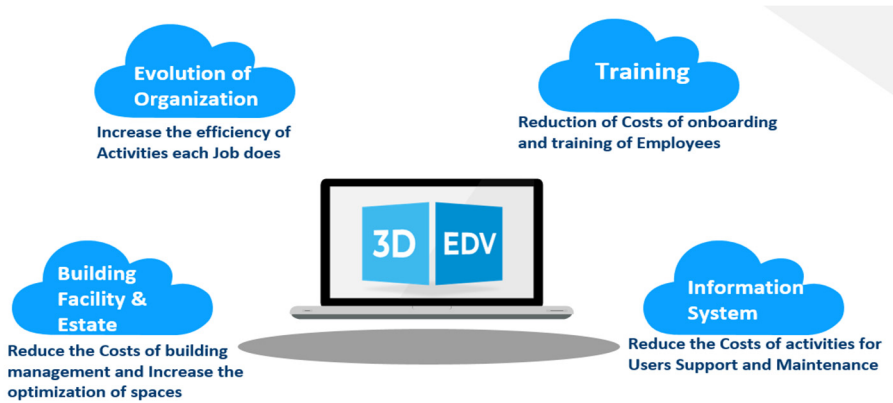 Evolution of
Organization
Increase the efficiency of
Activities each Job does
Training
Reduction of Costs of onboarding
and training of Employees
3D EDV
Building
Facility &
Estate
Reduce the Costs of building
management and Increase the
optimization of spaces
Information
System
Reduce the Costs of activities for
Users Support and Maintenance